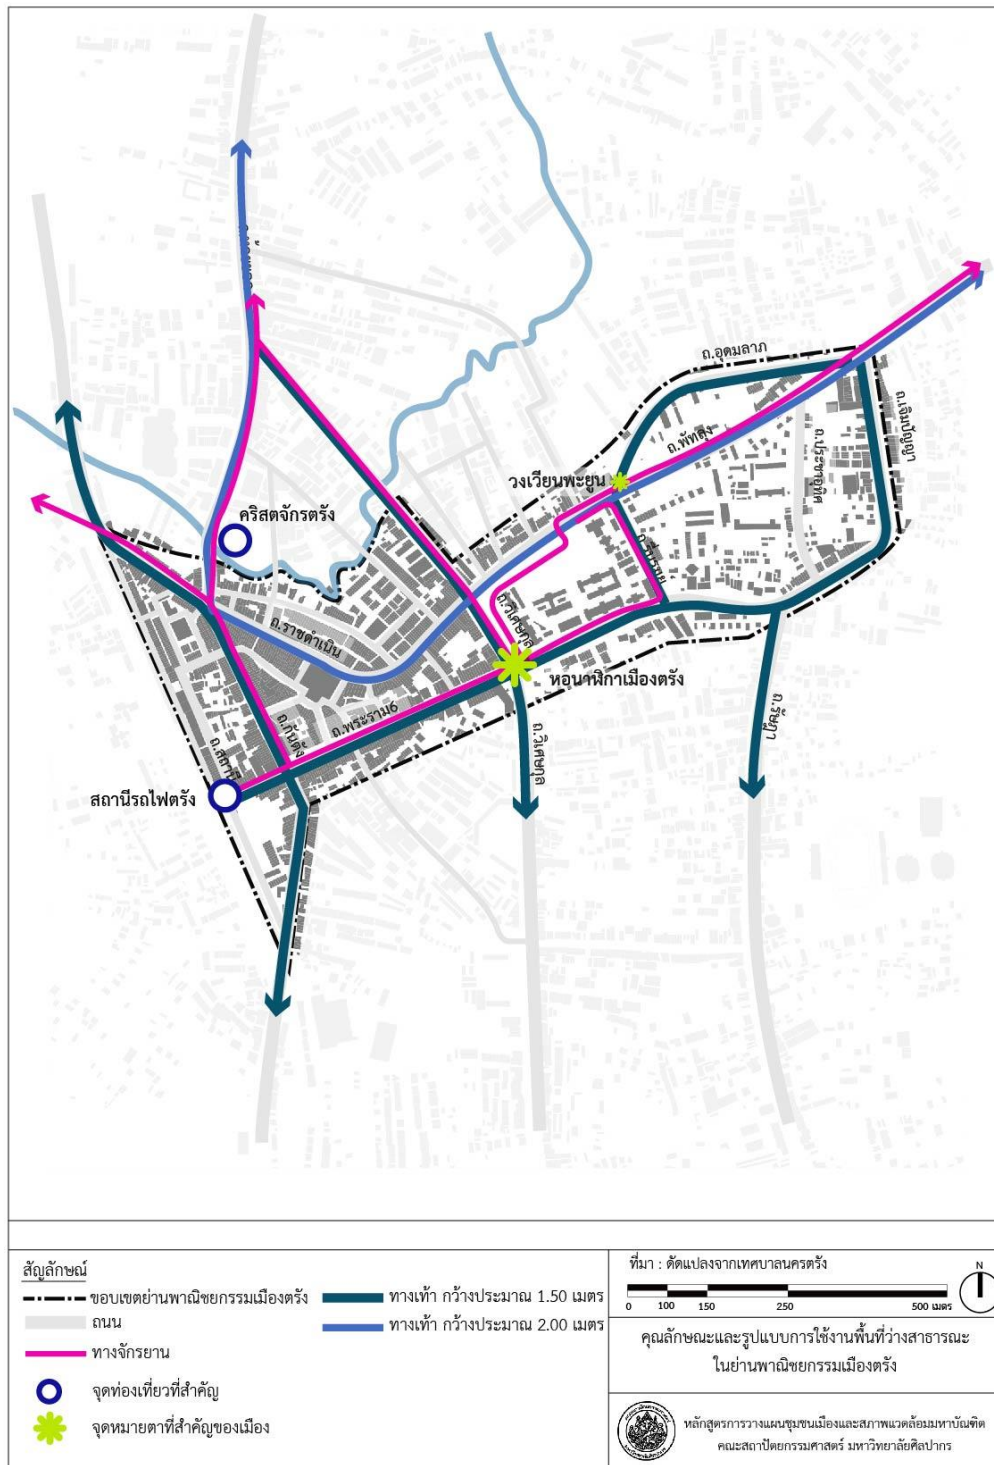 ถ.อุดมลาภ
ถ.เจิมปัญญา
ถ.พัทลุง
ถ.ประชาอุทิศ
วงเวียนพะยูน
คริสตจักรตรัง
ถ.รื่นรมย์
ถ.วิเศษกุล
ถ.ราชดำเนิน
หอนาฬิกาเมืองตรัง
ถ.พระราม6
ถ.กันตัง
ถ.สถานี
ถ.วิเศษกุล
ถ.รัษฎา
สถานีรถไฟตรัง
สัญลักษณ์
ขอบเขตย่านพาณิชยกรรมเมืองตรัง
ถนน
ทางจักรยาน
จุดท่องเที่ยวที่สำคัญ
จุดหมายตาที่สำคัญของเมือง
ทางเท้า กว้างประมาณ 1.50 เมตร
ทางเท้า กว้างประมาณ 2.00 เมตร
ที่มา : ดัดแปลงจากเทศบาลนครตรัง
N
0 100 150 250 500 เมตร
คุณลักษณะและรูปแบบการใช้งานพื้นที่ว่างสาธารณะ
ในย่านพาณิชยกรรมเมืองตรัง
หลักสูตรการวางแผนชุมชนเมืองและสภาพแวดล้อมมหาบัณฑิต
คณะสถาปัตยกรรมศาสตร์ มหาวิทยาลัยศิลปากร